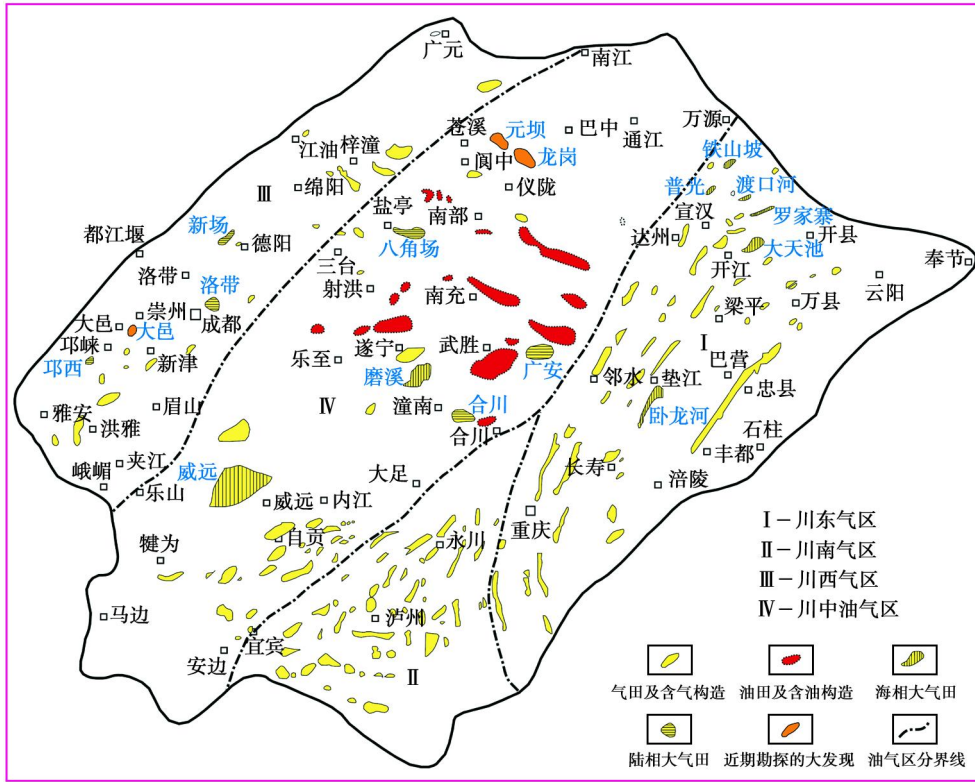 广元
南江
苍溪
元坝
巴中
通江
万源
江油
梓潼
阆中
龙岗
铁山坡
绵阳
仪陇
普光
渡口河
Ⅲ
盐亭
南部
宣汉
罗家寨
新场
都江堰
德阳
八角场
达州
开县
大天池
三台
开江
奉节
洛带
洛带
射洪
南充
云阳
万县
崇州
成都
梁平
大邑
大邑
邛崃
新津
乐至
遂宁
武胜
Ⅰ
邛西
磨溪
广安
邻水
垫江
巴营
雅安
眉山
Ⅳ
潼南
合川
卧龙河
忠县
洪雅
合川
石柱
峨嵋
夹江
威远
大足
长寿
丰都
乐山
威远
内江
涪陵
重庆
犍为
自贡
永川
马边
泸州
安边
宜宾
Ⅱ
Ⅰ－川东气区
Ⅱ－川南气区
Ⅲ－川西气区
Ⅳ－川中油气区
气田及含气构造
油田及含油构造
海相大气田
陆相大气田
近期勘探的大发现
油气区分界线